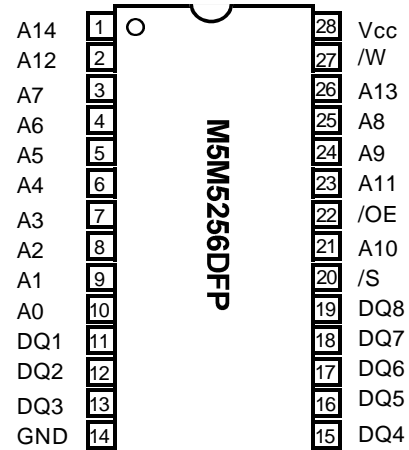 A14 1 28 Vcc
A12 2 27 /W
A7 3 26 A13
A6 4 25 A8
A5 5 24 A9
A4 6 23 A11
A3 7 22 /OE
A2 8 21 A10
A1 9 20 /S
A0 10 19 DQ8
DQ1 11 18 DQ7
DQ2 12 17 DQ6
DQ3 13 16 DQ5
GND 14 15 DQ4
M5M5256DFP